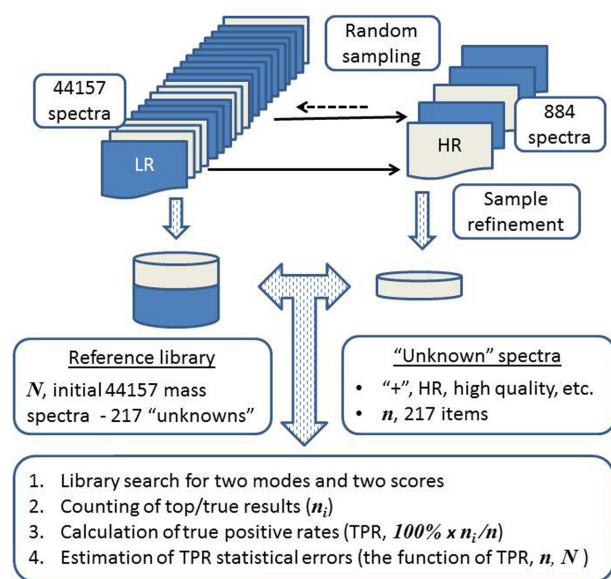 Random
sampling
44157
spectra
884
spectra
LR
HR
Sample
refinement
Reference library
N, initial 44157 mass
spectra - 217 “unknowns”
“Unknown” spectra
• “+”, HR, high quality, etc.
• n, 217 items
1. Library search for two modes and two scores
2. Counting of top/true results (ni)
3. Calculation of true positive rates (TPR, 100% x ni/n)
4. Estimation of TPR statistical errors (the function of TPR, n, N )